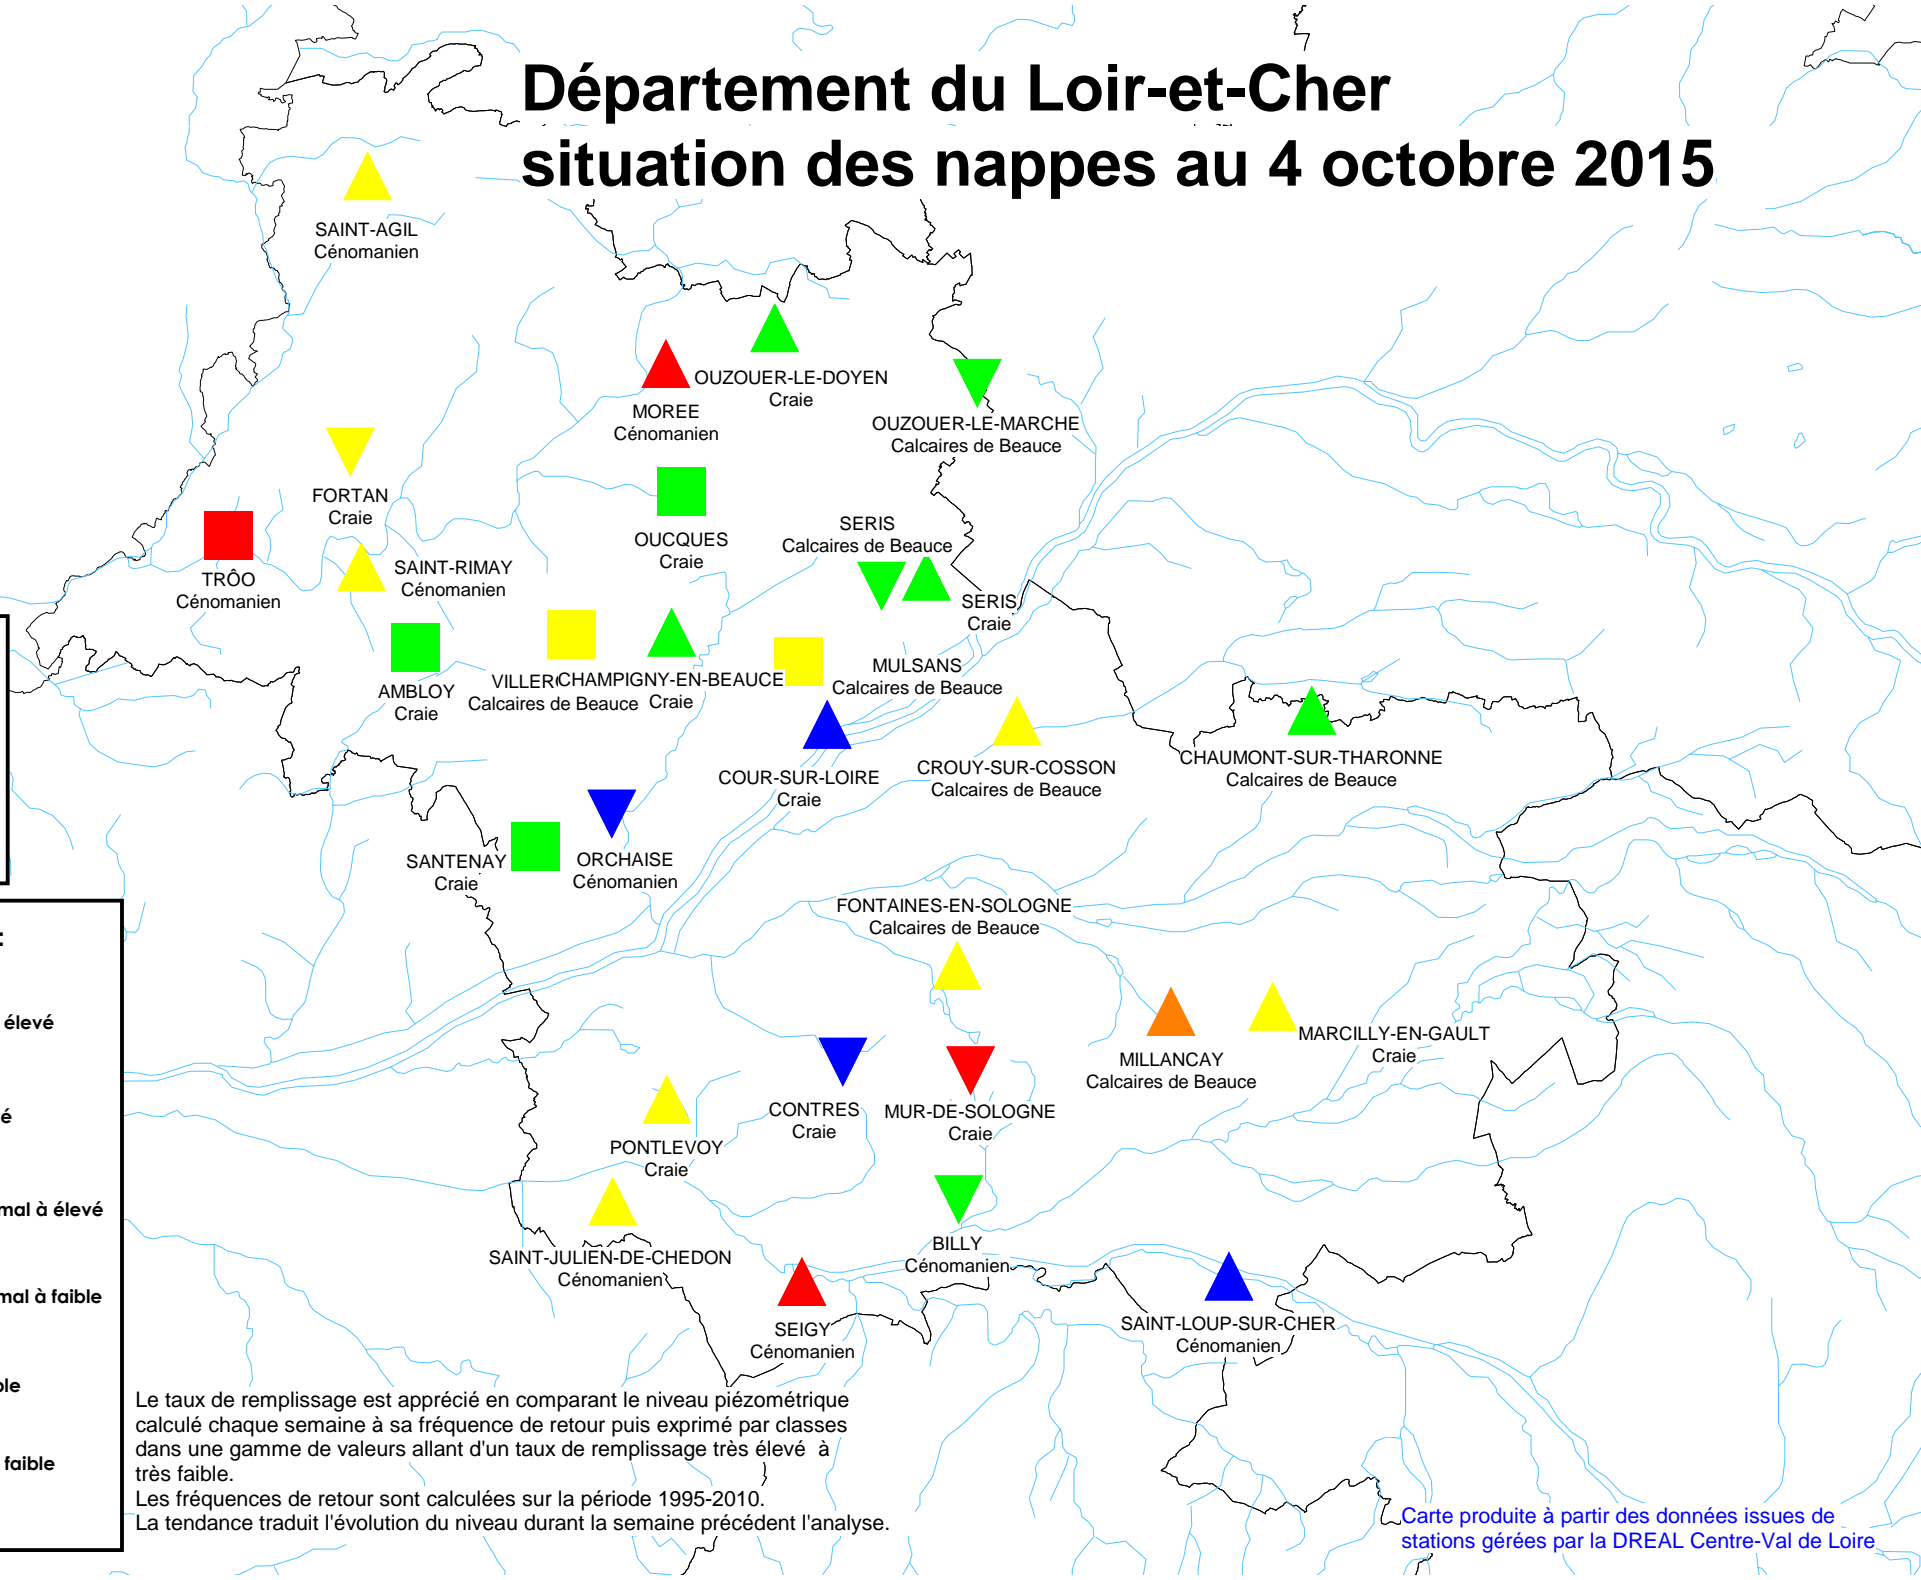 Département du Loir-et-Cher
situation des nappes au 4 octobre 2015
SAINT-AGIL
Cénomanien
OUZOUER-LE-DOYEN
Craie
MOREE
Cénomanien
OUZOUER-LE-MARCHE
Calcaires de Beauce
FORTAN
Craie
OUCQUES
Craie
SERIS
Calcaires de Beauce
TRÔO
Cénomanien
SAINT-RIMAY
Cénomanien
SERIS
Craie
AMBLOY
Craie
Calcaires de Beauce
CHAMPIGNY-EN-BEAUCE
Craie
MULSANS
Calcaires de Beauce
COUR-SUR-LOIRE
Craie
CROUY-SUR-COSSON
Calcaires de Beauce
CHAUMONT-SUR-THARONNE
Calcaires de Beauce
SANTENAY
Craie
ORCHAISE
Cénomanien
FONTAINES-EN-SOLOGNE
Calcaires de Beauce
MILLANCAY
Calcaires de Beauce
MARCILLY-EN-GAULT
Craie
CONTRES
Craie
MUR-DE-SOLOGNE
Craie
PONTLEVOY
Craie
SAINT-JULIEN-DE-CHEDON
Cénomanien
BILLY
Cénomanien
SEIGY
Cénomanien
SAINT-LOUP-SUR-CHER
Cénomanien
:
élevé
é
mal à élevé
mal à faible
ble
faible
Le taux de remplissage est apprécié en comparant le niveau piézométrique
calculé chaque semaine à sa fréquence de retour puis exprimé par classes
dans une gamme de valeurs allant d'un taux de remplissage très élevé à
très faible.
Les fréquences de retour sont calculées sur la période 1995-2010.
La tendance traduit l'évolution du niveau durant la semaine précédent l'analyse.
Carte produite à partir des données issues de
stations gérées par la DREAL Centre-Val de Loire